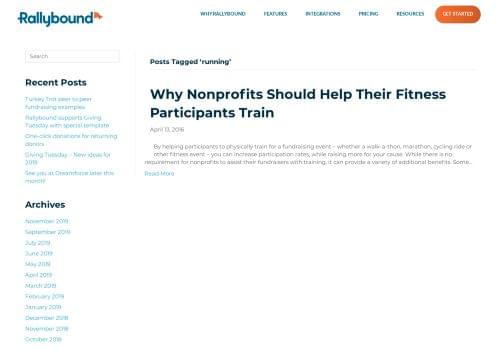 Rallybound
WHY RALLYBOUND
FEATURES
INTEGRATIONS
PRICING
RESOURCES
GET STARTED
Search
Recent Posts
Turkey Trot peer to peer
fundraising examples
Rallybound supports Giving
Tuesday with special template
One-click donations for returning
donors
Giving Tuesday – New ideas for
2019
See you at Dreamforce later this
month!
Archives
November 2019
September 2019
July 2019
June 2019
May 2019
April 2019
March 2019
February 2019
January 2019
December 2018
November 2018
October 2018
Posts Tagged ‘running’
Why Nonprofits Should Help Their Fitness
Participants Train
April 13, 2016
By helping participants to physically train for a fundraising event – whether a walk-a-thon, marathon, cycling ride or
other fitness event – you can increase participation rates, while raising more for your cause. While there is no
requirement for nonprofits to assist their fundraisers with training, it can provide a variety of additional benefits. Some...
Read More